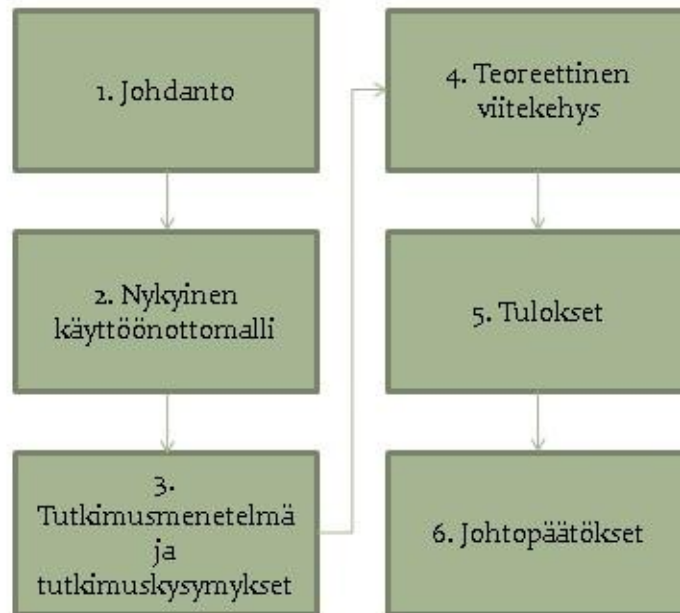 1. Johdanto
2. Nykyinen
käyttöönottomalli
3.
Tutkimusmenetelmä
ja
tutkimuskysymykset
4. Teoreettinen
viitekehys
5. Tulokset
6. Johtopäätökset